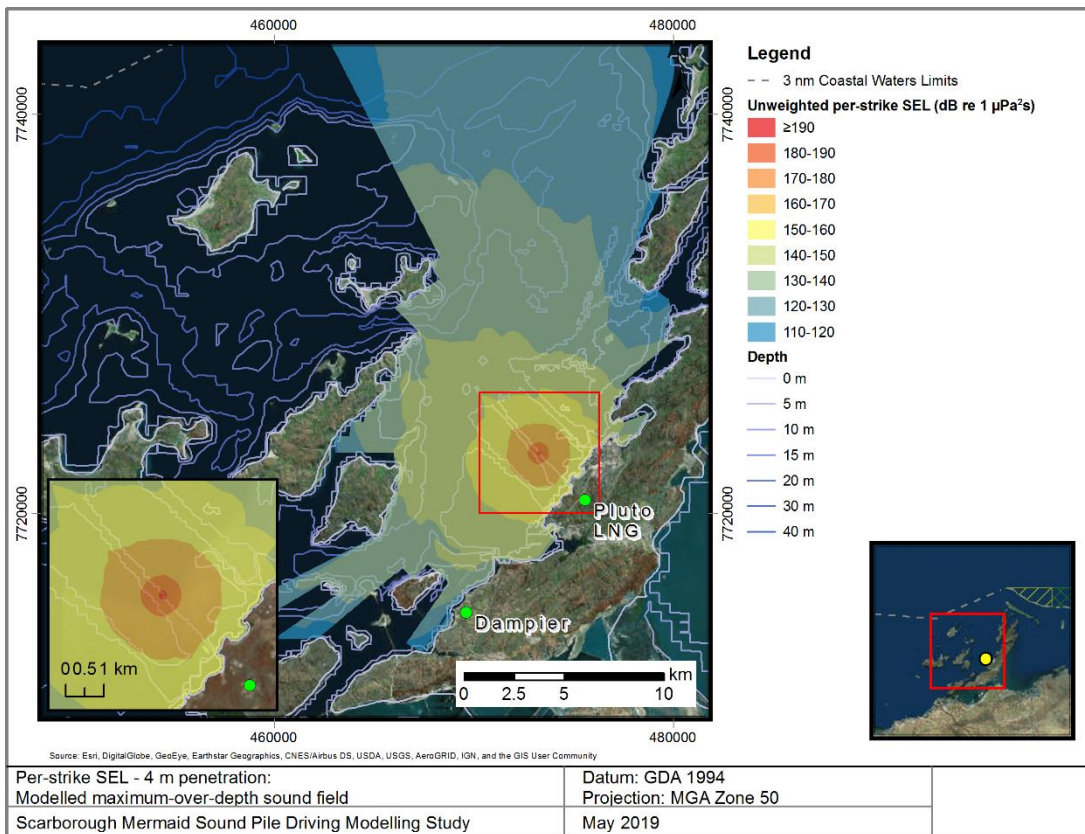 460000
480000
7740000
7740000
7720000
7720000
Pluto
LNG
Dampier
00.51 km
km
0
2.5
5
10
460000
480000
Legend
3 nm Coastal Waters Limits
Unweighted per-strike SEL (dB re 1 µPa²s)
≥190
180-190
170-180
160-170
150-160
140-150
130-140
120-130
110-120
Depth
0 m
5 m
10 m
15 m
20 m
30 m
40 m
Source: Esri, DigitalGlobe, GeoEye, Earthstar Geographics, CNES/Airbus DS, USDA, USGS, AeroGRID, IGN, and the GIS User Community
Per-strike SEL - 4 m penetration:
Modelled maximum-over-depth sound field
Datum: GDA 1994
Projection: MGA Zone 50
Scarborough Mermaid Sound Pile Driving Modelling Study
May 2019